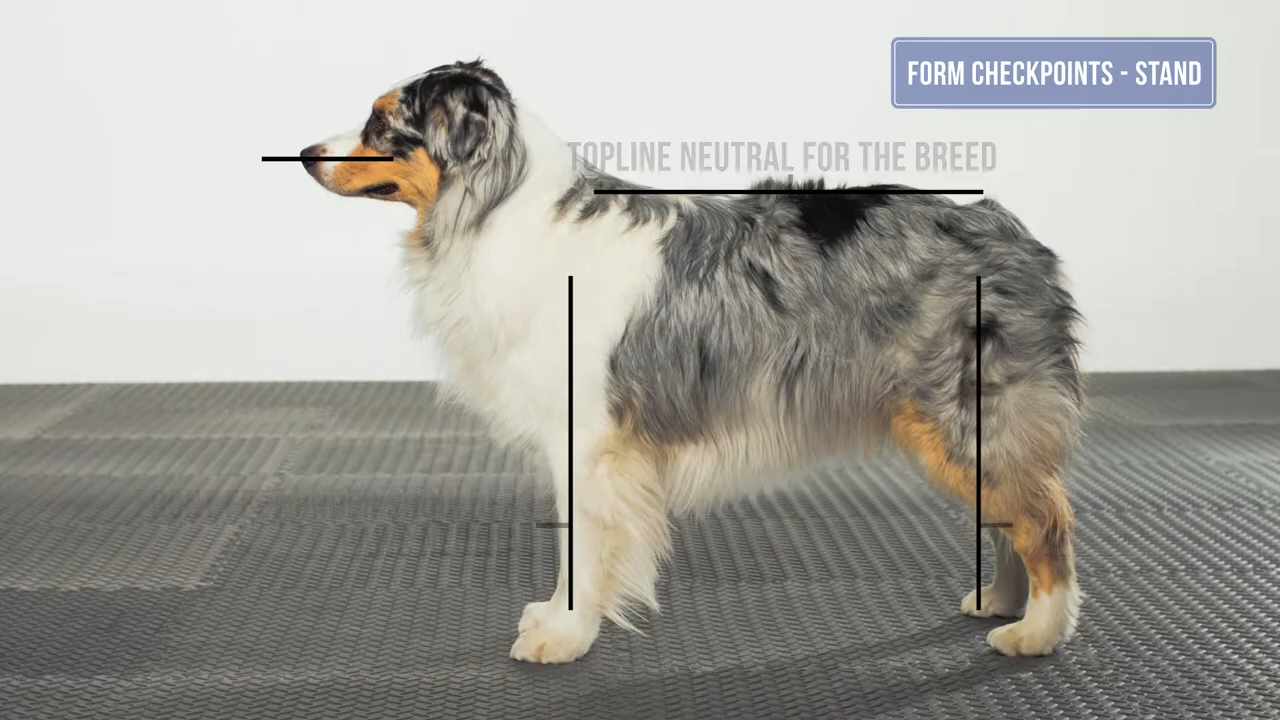 FORM CHECKPOINTS - STAND
TOPLINE NEUTRAL FOR THE BREED